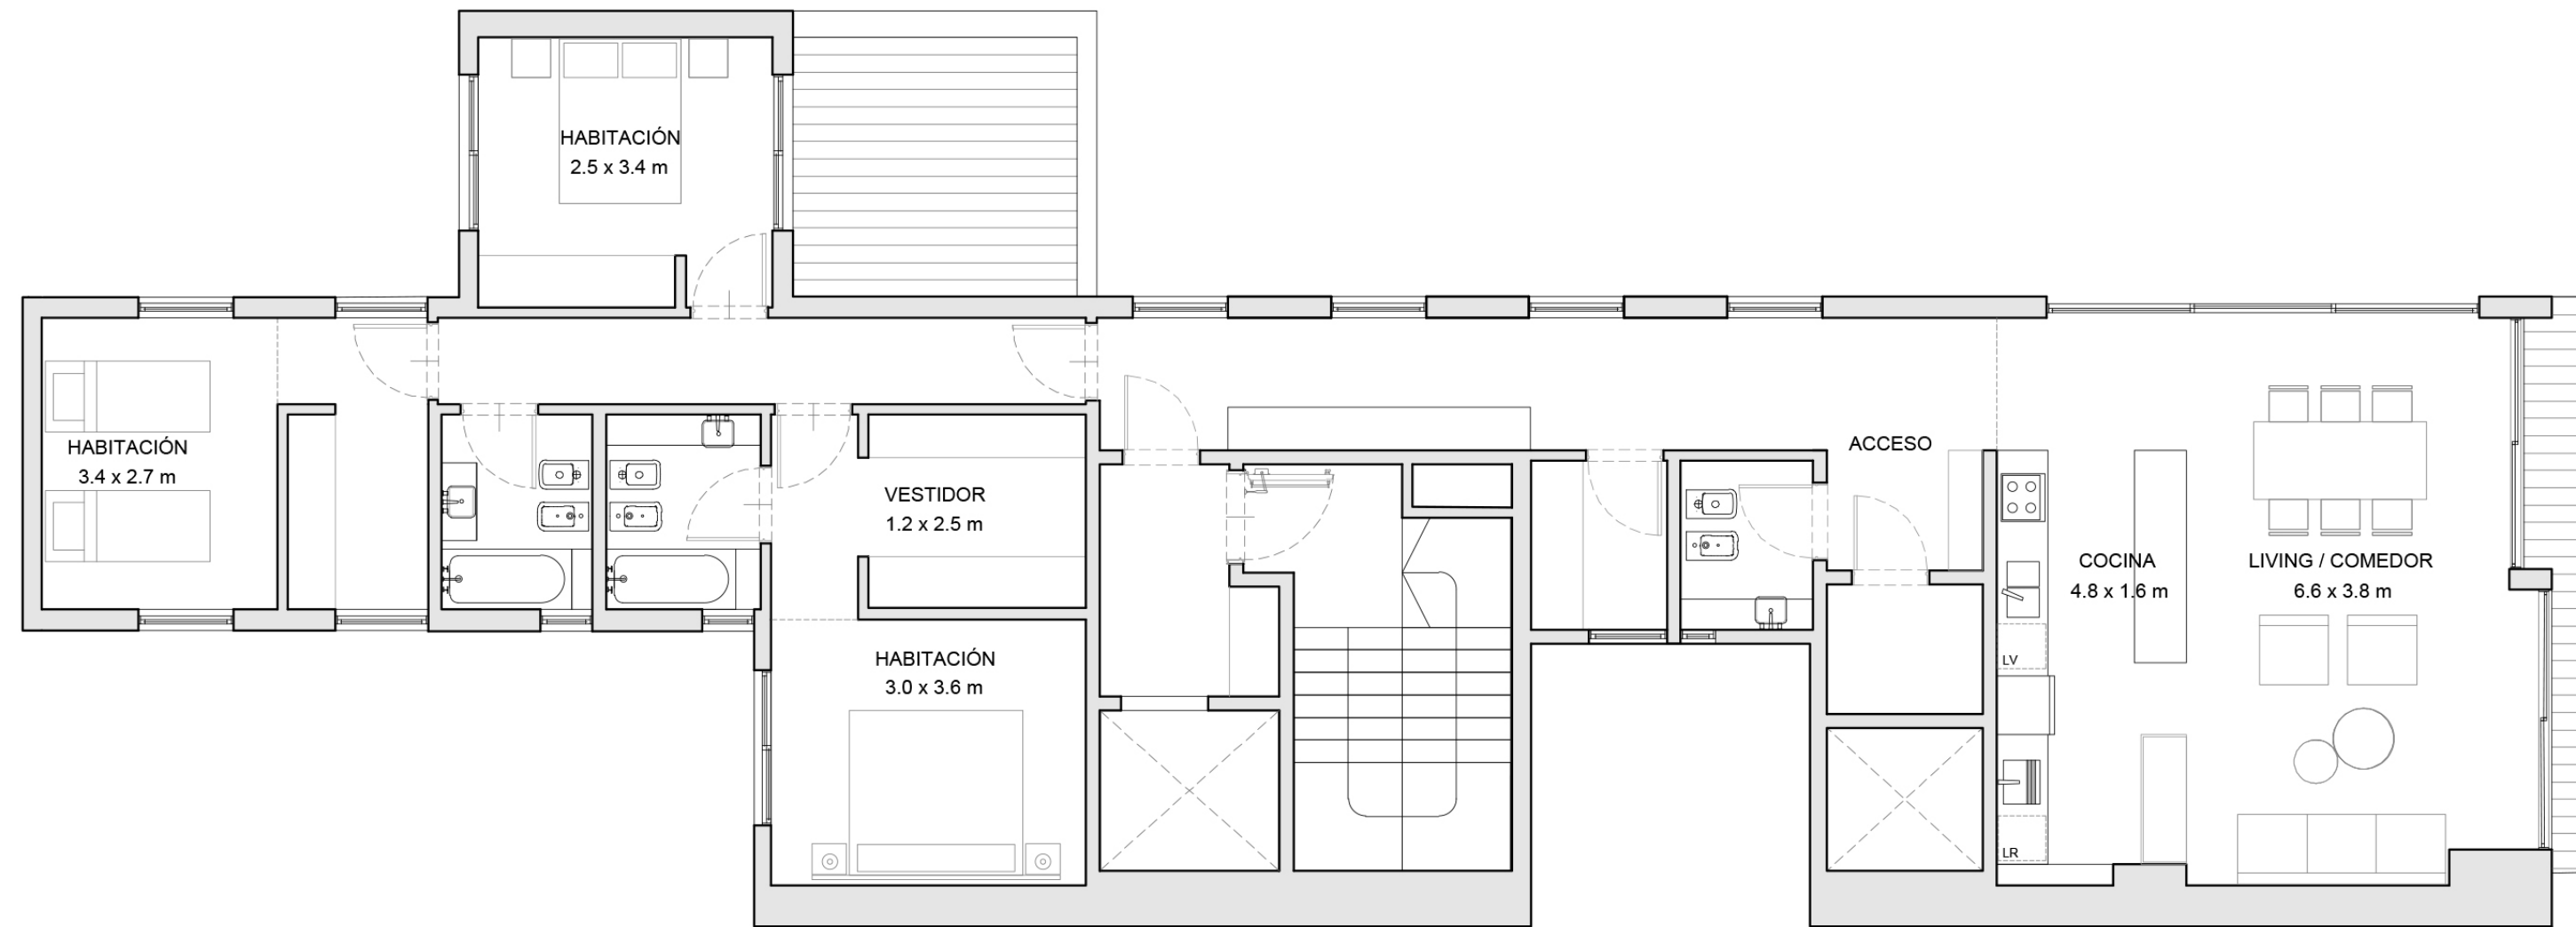 HABITACIÓN
2.5 x 3.4 m
HABITACIÓN
3.4 x 2.7 m
VESTIDOR
1.2 x 2.5 m
HABITACIÓN
3.0 x 3.6 m
ACCESO
COCINA
4.8 x 1.6 m
LV
LR
LIVING / COMEDOR
6.6 x 3.8 m